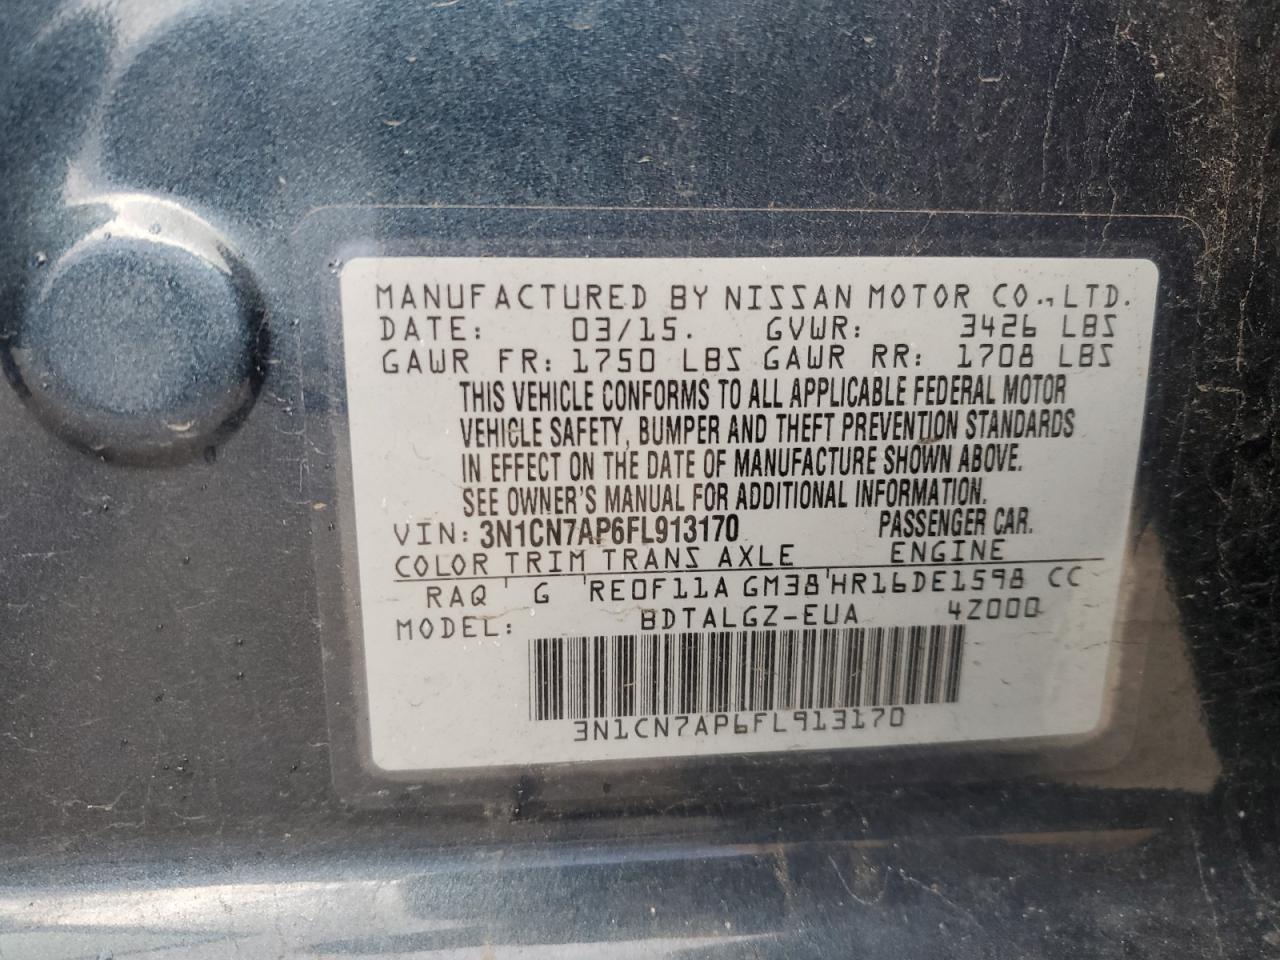 MANUFACTURED BY NISSAN MOTOR CO., LTD.
DATE: 03/15. GVWR: 3426 LBS
GAWR FR: 1750 LBS GAWR RR: 1708 LBS
THIS VEHICLE CONFORMS TO ALL APPLICABLE FEDERAL MOTOR
VEHICLE SAFETY, BUMPER AND THEFT PREVENTION STANDARDS
IN EFFECT ON THE DATE OF MANUFACTURE SHOWN ABOVE.
SEE OWNER'S MANUAL FOR ADDITIONAL INFORMATION.
VIN: 3N1CN7AP6FL913170 PASSENGER CAR.
COLOR TRIM TRANS AXLE ENGINE
RAQ ' G 'RE0F11A GM38'HR16DE1598 CC
MODEL: BDTALGZ-EUA 4Z000
3N1CN7AP6FL913170